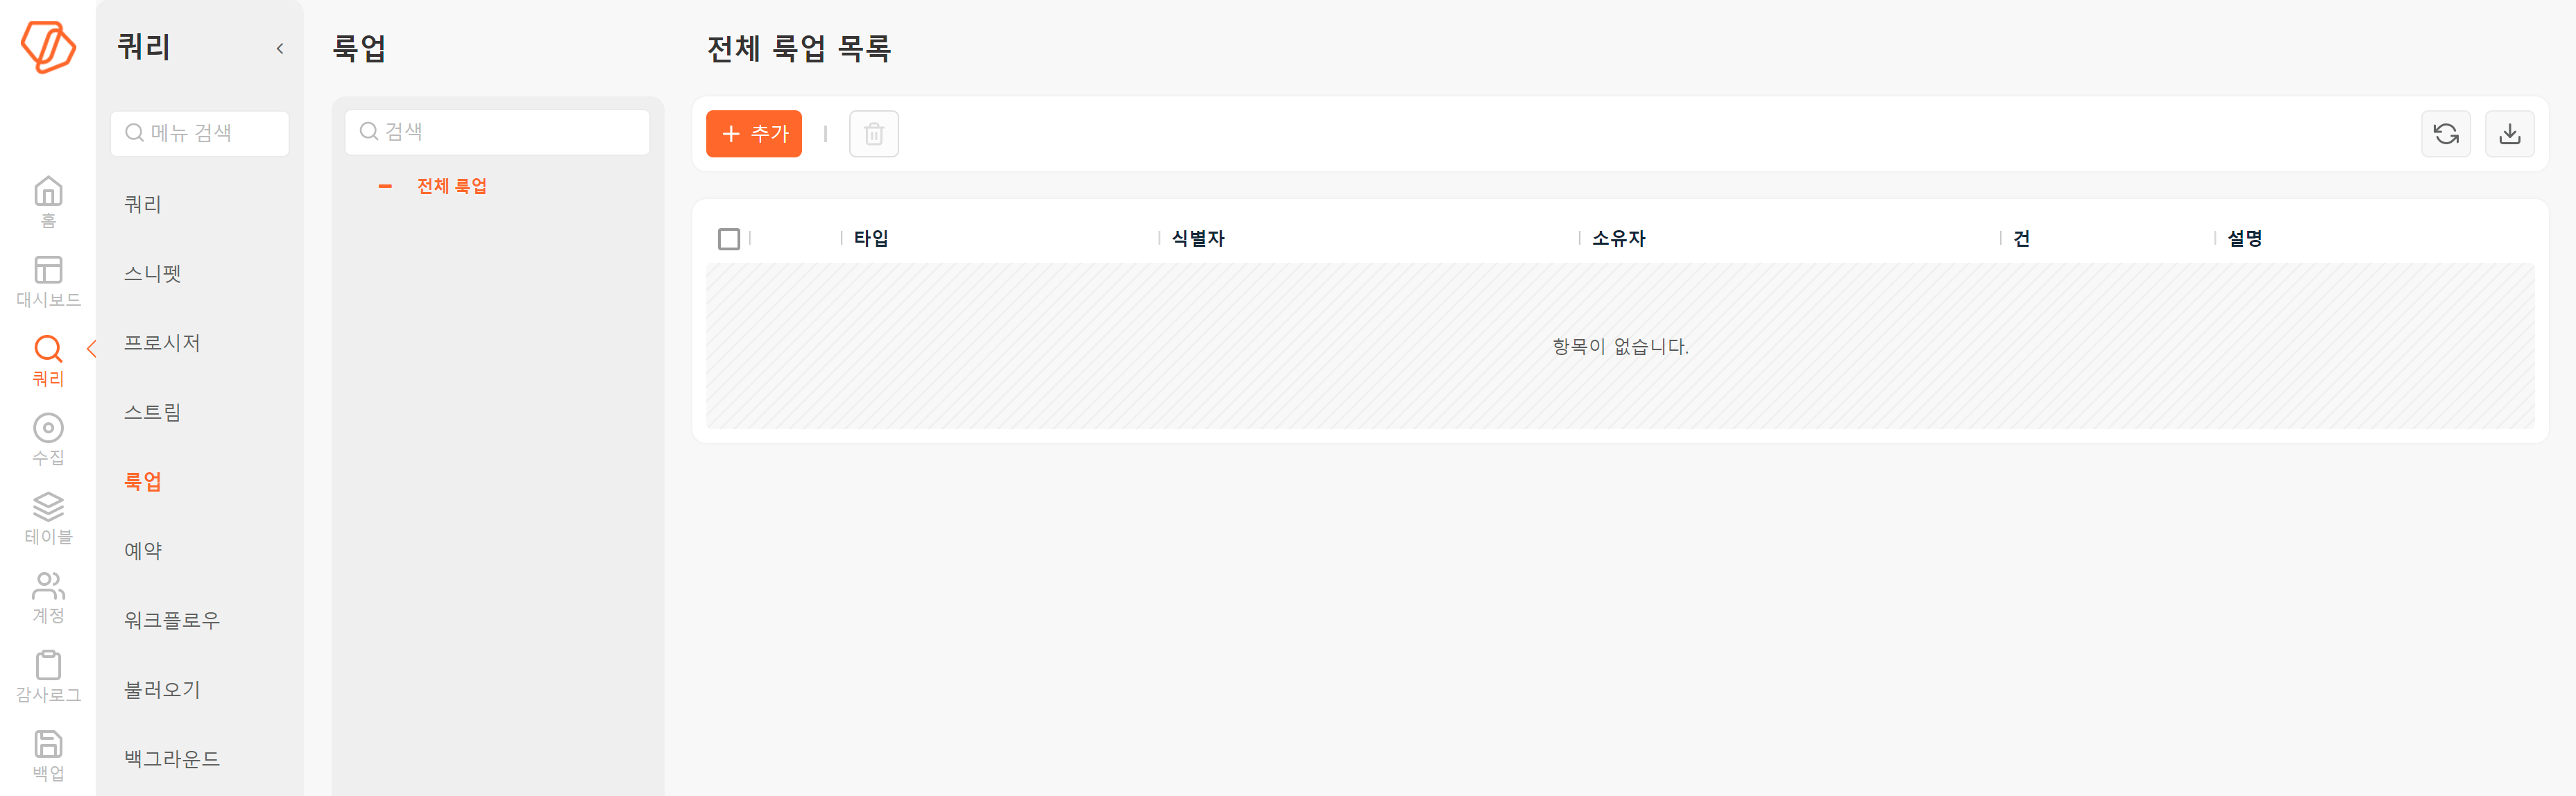 홈
대시보드
쿼리
수집
테이블
계정
감사로그
백업
쿼리
메뉴 검색
쿼리
스니펫
프로시저
스트림
룩업
예약
워크플로우
불러오기
백그라운드
룩업
검색
전체 룩업
전체 룩업 목록
추가
타입 식별자 소유자 건 설명
항목이 없습니다.